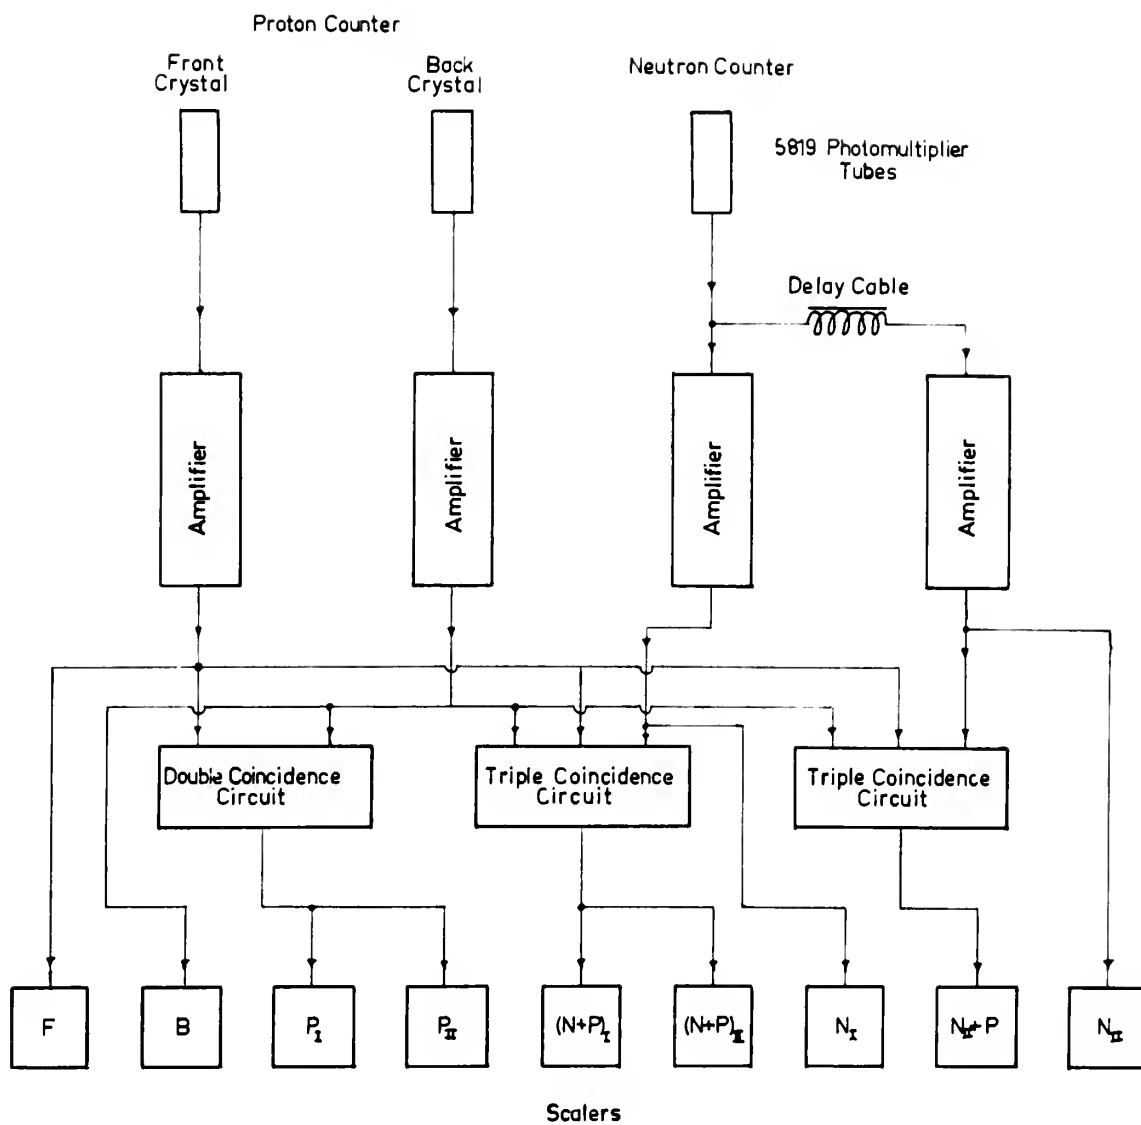 Proton Counter
Front
Crystal
Back
Crystal
Neutron Counter
5819 Photomultiplier
Tubes
Delay Cable
Amplifier
Amplifier
Amplifier
Amplifier
Double Coincidence
Circuit
Triple Coincidence
Circuit
Triple Coincidence
Circuit
F
B
P_I
P_II
(N+P)_I
(N+P)_II
N_I
N_II+P
N_II
Scalers